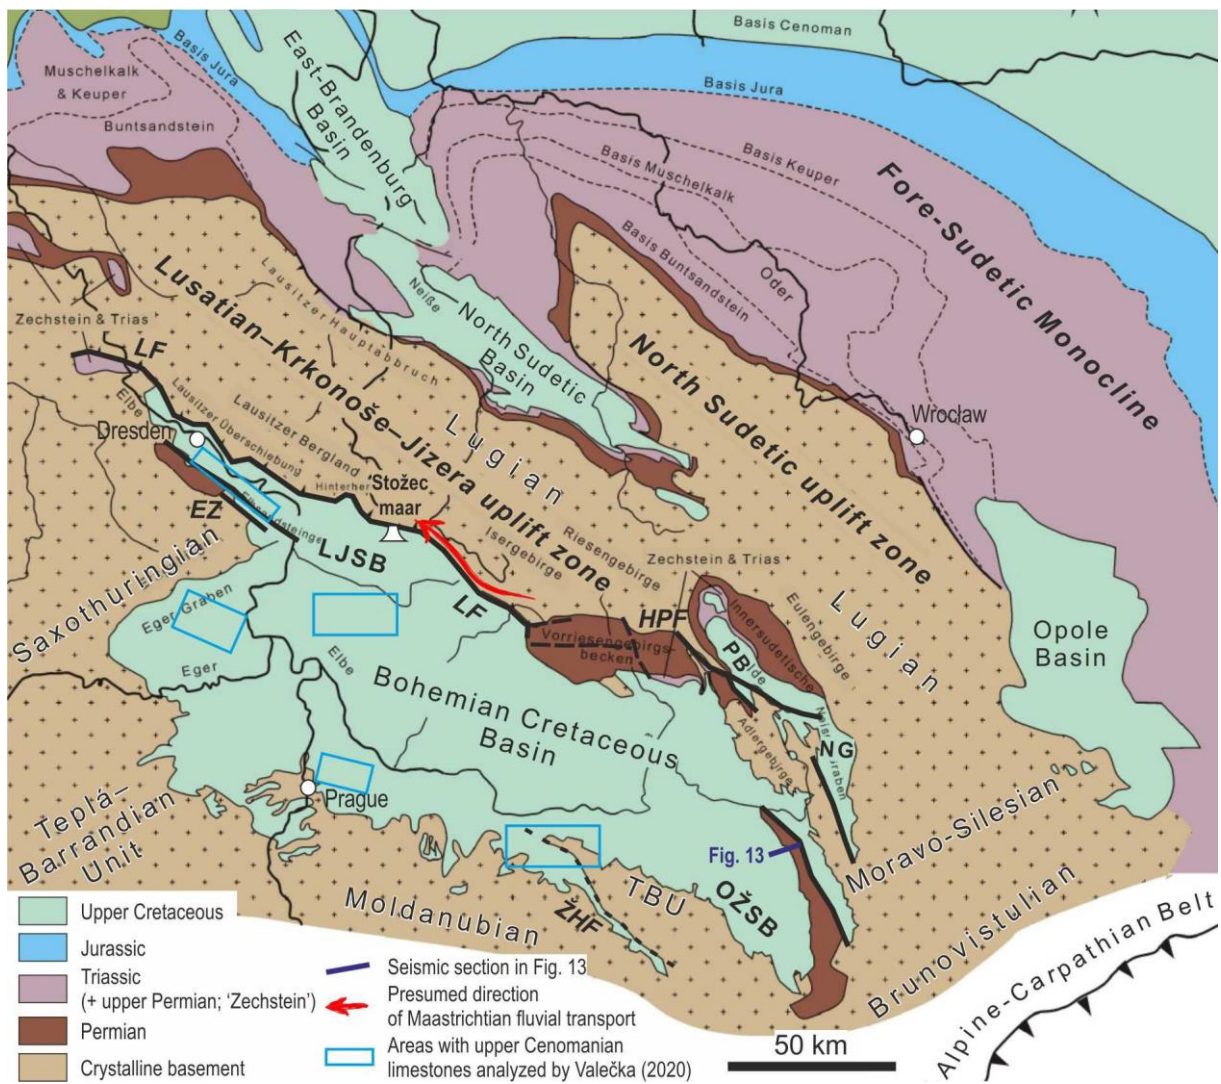 Basis Cenoman
East-Brandenburg
Basin
Basis Jura
Muschelkalk
& Keuper
Buntsandstein
Basis Jura
Basis Keuper
Basis Muschelkalk
Basis Buntsandstein
Fore-Sudetic Monocline
Oder
Neiße
Lausitzer Hauptabbruch
North Sudetic
Basin
Zechstein & Trias
LF
Lusatian–Krkonoše–Jizera uplift zone
North Sudetic uplift zone
Wrocław
Elbe
Dresden
Lausitzer Überschiebung
Lausitzer Bergland
Hinterher
Lugian
Stožec
maar
EZ
LJSB
Isergebirge
Riesengebirge
Zechstein & Trias
LF
HPF
Vorriesengebirgs-
becken
Innersudetische
PB
lde
Eulengebirge
Lugian
Opole
Basin
Saxothuringian
Eger Graben
Eger
Elbe
Bohemian Cretaceous
Basin
Adlergebirge
NG
raben
Prague
Teplá–
Barrandian
Unit
Fig. 13
Moravo-Silesian
Moldanubian
ŽHF
TBU
OŽSB
Brunovistulian
Alpine-Carpathian Belt
Upper Cretaceous
Jurassic
Triassic
(+ upper Permian; ‘Zechstein’)
Permian
Crystalline basement
Seismic section in Fig. 13
Presumed direction
of Maastrichtian fluvial transport
Areas with upper Cenomanian
limestones analyzed by Valečka (2020)
50 km